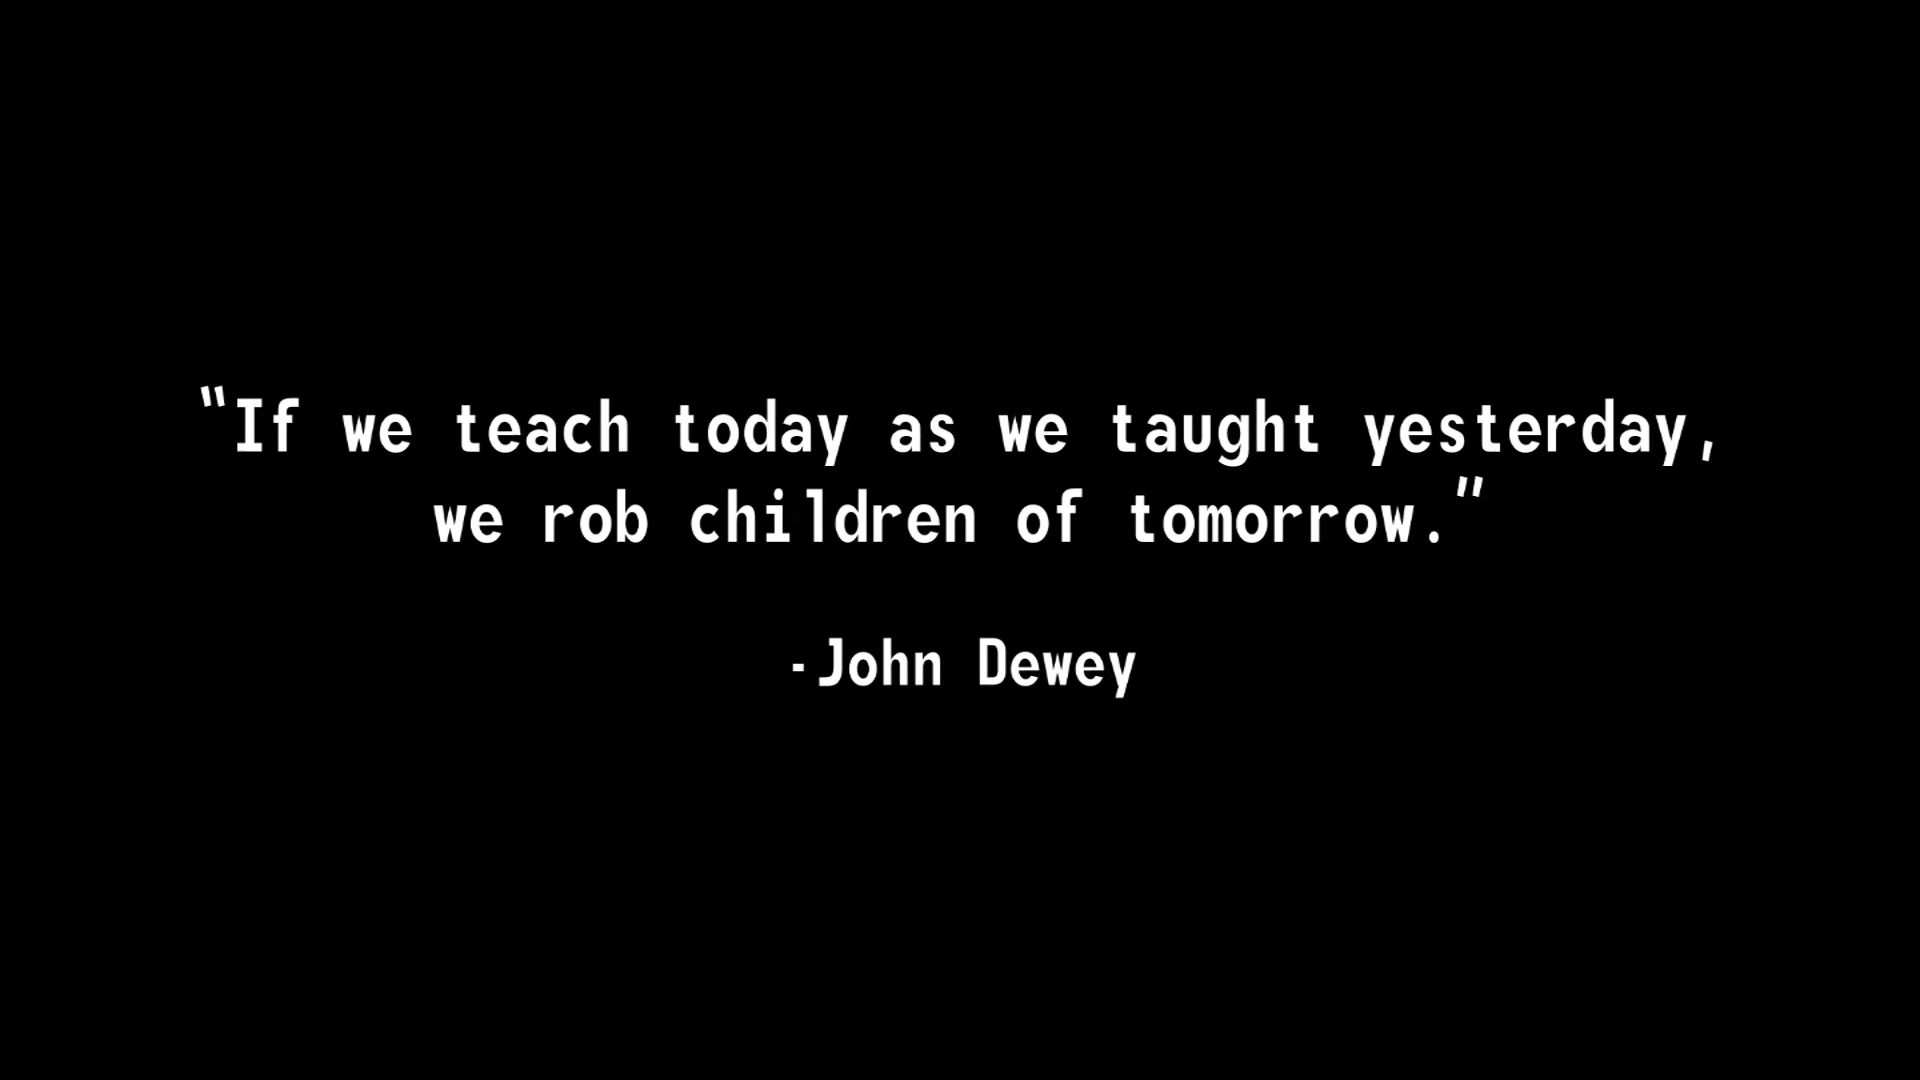 "If we teach today as we taught yesterday,
we rob children of tomorrow."
-John Dewey